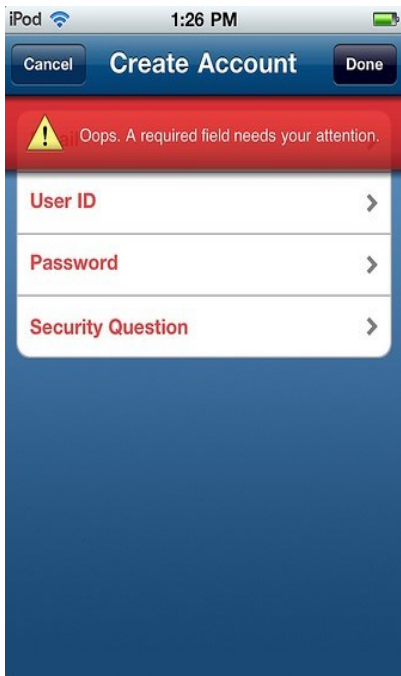 iPod 1:26 PM
Cancel Create Account Done
Oops. A required field needs your attention.
User ID
Password
Security Question